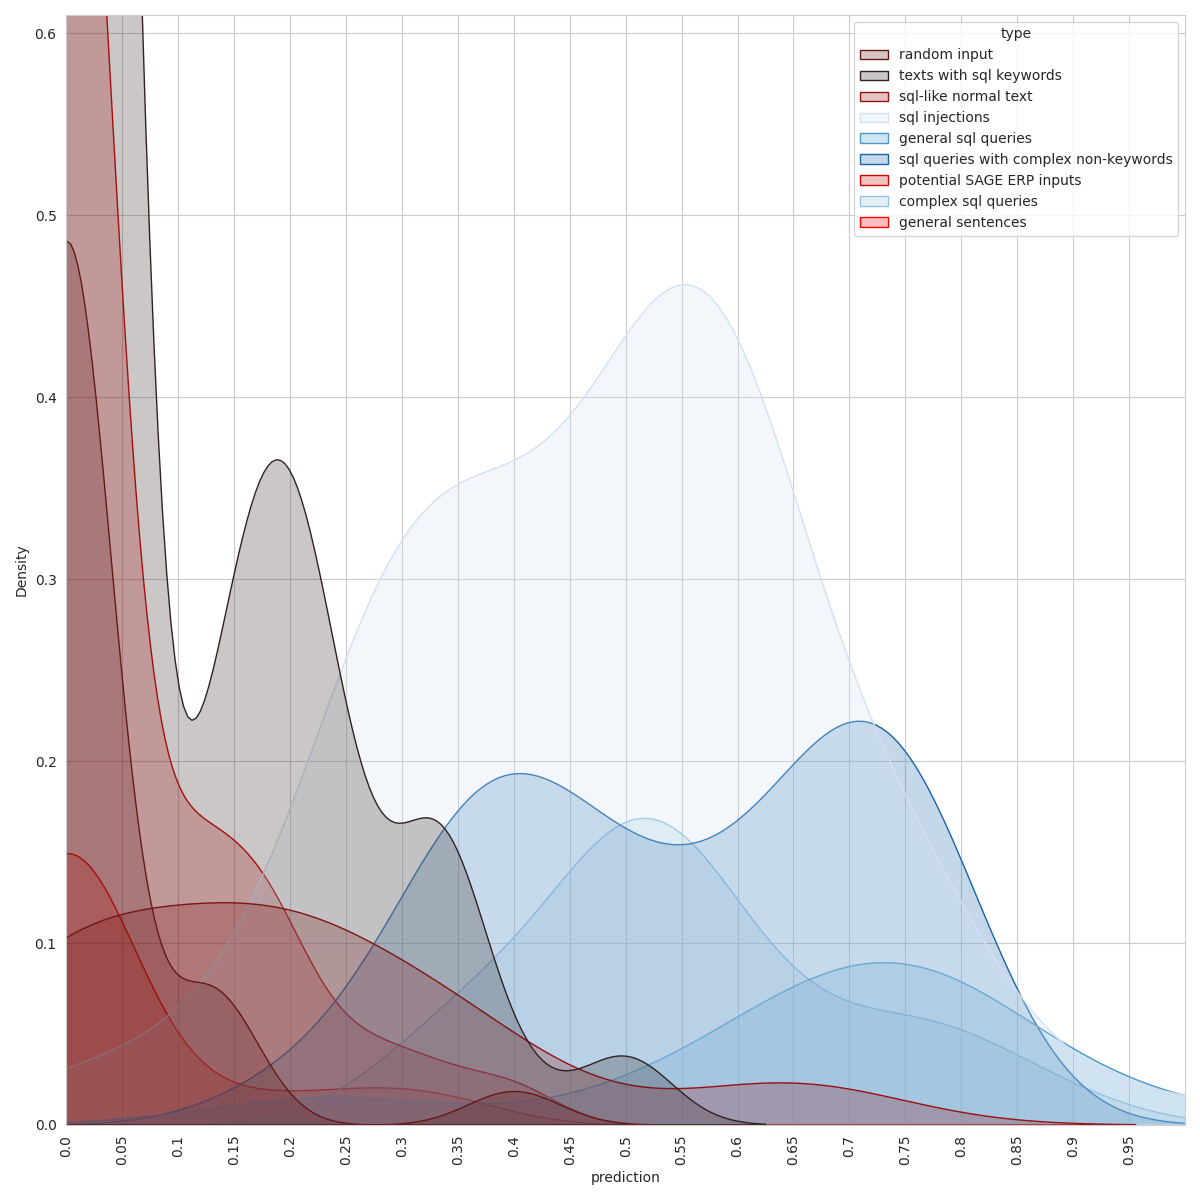 type
random input
texts with sql keywords
sql-like normal text
sql injections
general sql queries
sql queries with complex non-keywords
potential SAGE ERP inputs
complex sql queries
general sentences
Density
0.6
0.5
0.4
0.3
0.2
0.1
0.0
0.0 0.05 0.1 0.15 0.2 0.25 0.3 0.35 0.4 0.45 0.5 0.55 0.6 0.65 0.7 0.75 0.8 0.85 0.9 0.95
prediction